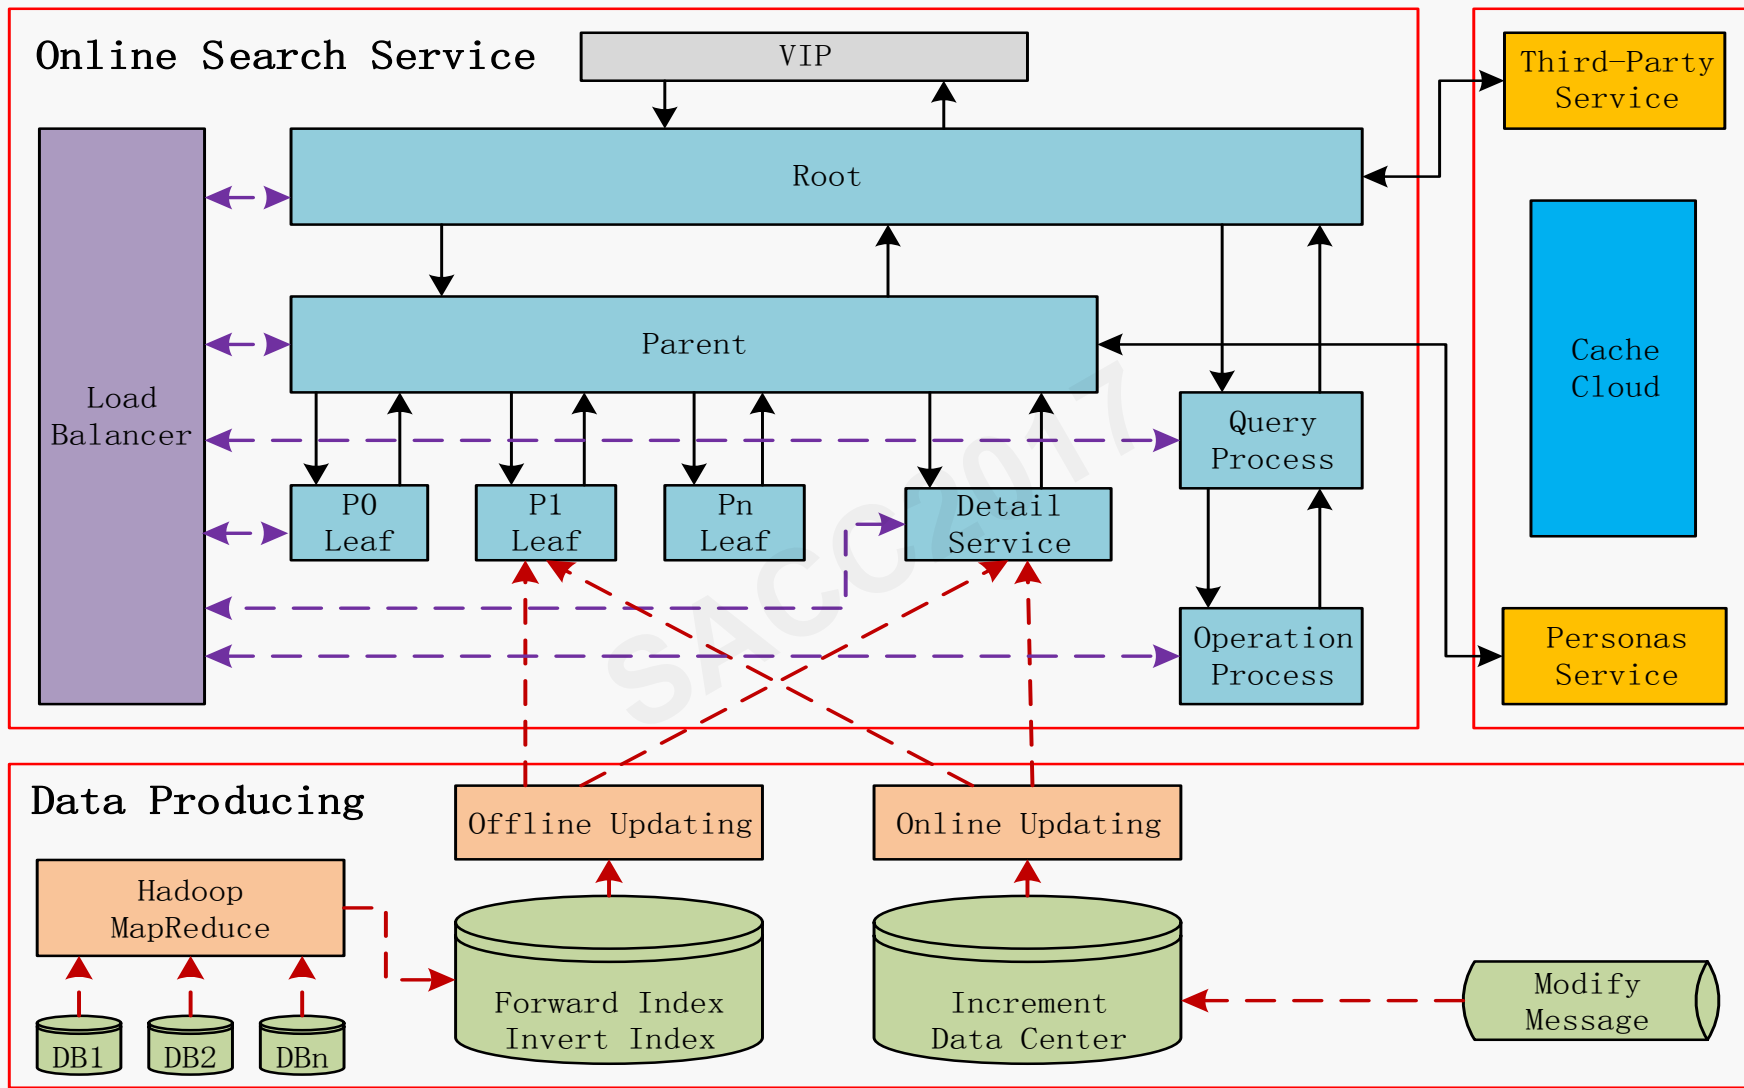 Online Search Service
VIP
Third-Party
Service
Root
Load
Balancer
Parent
Cache
Cloud
Query
Process
P0
Leaf
P1
Leaf
Pn
Leaf
Detail
Service
Operation
Process
Personas
Service
SACC2017
Data Producing
Offline Updating
Online Updating
Hadoop
MapReduce
Forward Index
Invert Index
Increment
Data Center
Modify
Message
DB1
DB2
DBn